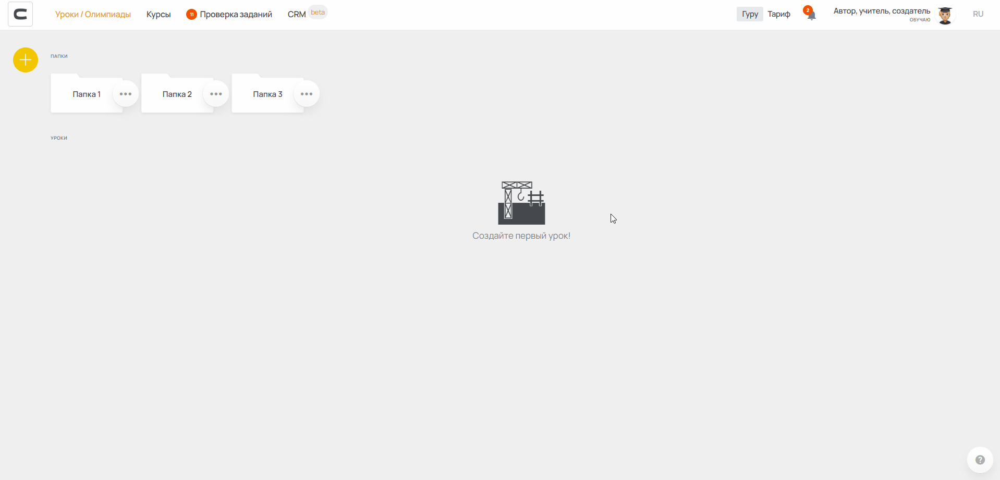 Уроки / Олимпиады Курсы 11 Проверка заданий CRM beta Гуру Тариф 2 Автор, учитель, создатель RU
ОБУЧАЮ
ПАПКИ
Папка 1 Папка 2 Папка 3
УРОКИ
Создайте первый урок!
?